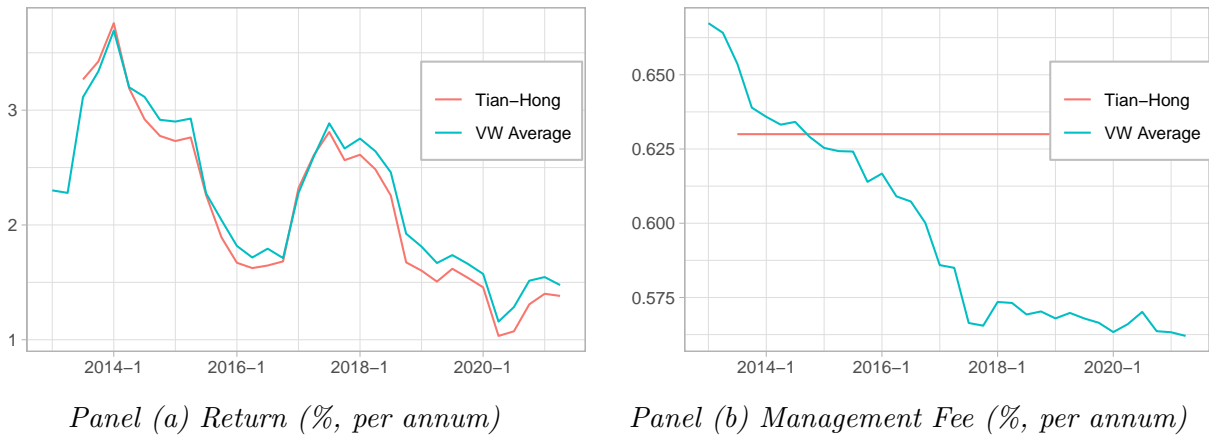 3
2
1
2014−1
2016−1
2018−1
2020−1
Tian−Hong
VW Average
Panel (a) Return (%, per annum)
0.650
0.625
0.600
0.575
2014−1
2016−1
2018−1
2020−1
Tian−Hong
VW Average
Panel (b) Management Fee (%, per annum)